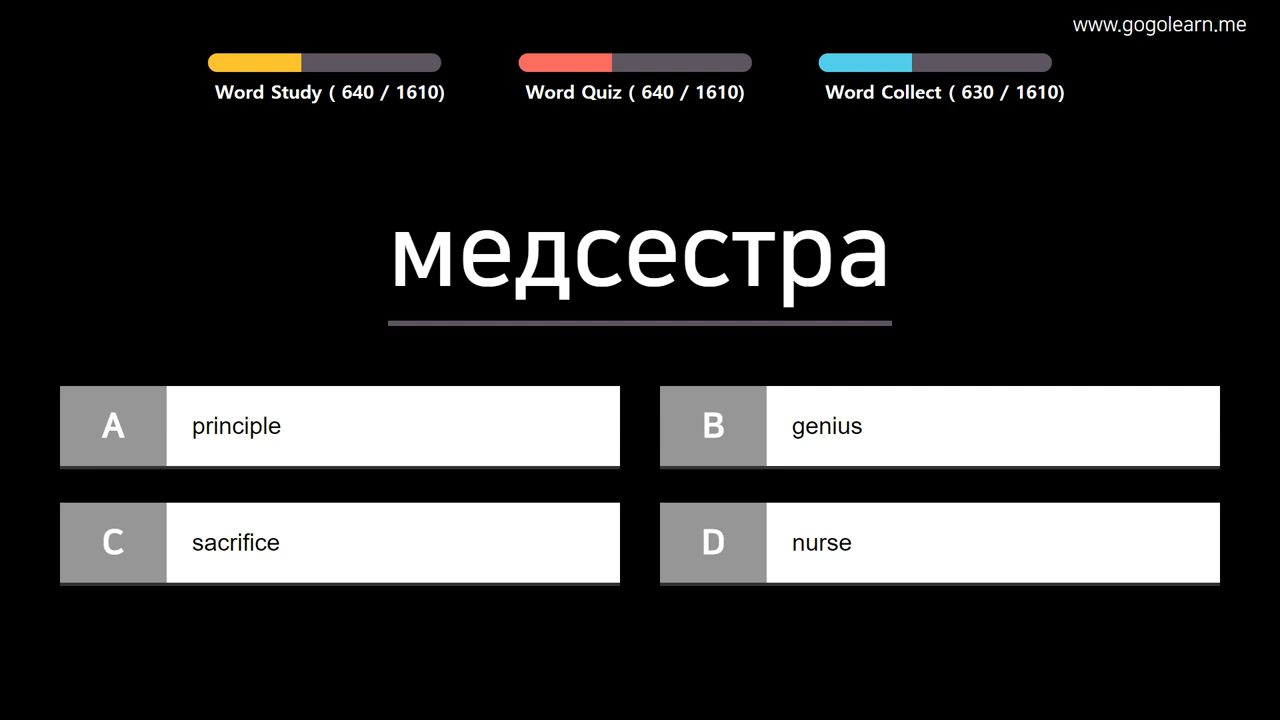 www.gogolearn.me
Word Study ( 640 / 1610)
Word Quiz ( 640 / 1610)
Word Collect ( 630 / 1610)
медсестра
A principle
B genius
C sacrifice
D nurse